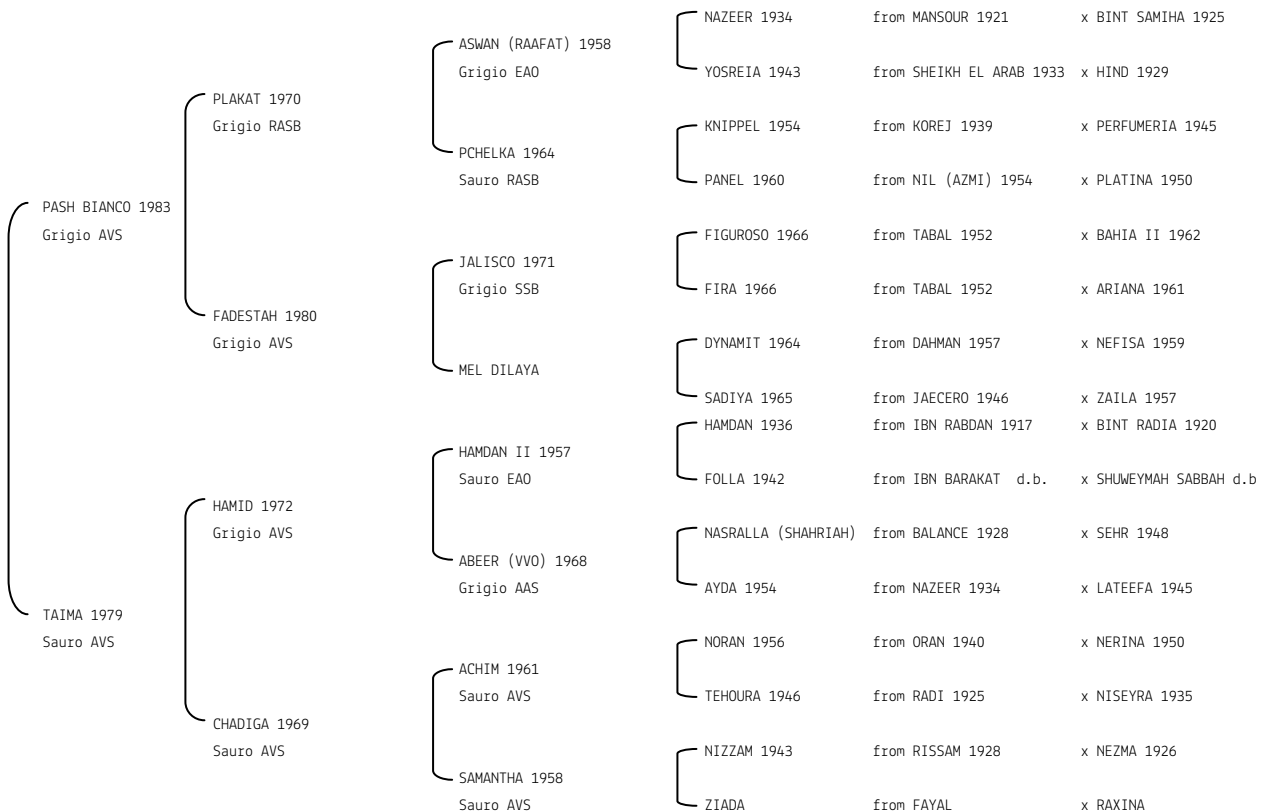 NAZEER 1934 from MANSOUR 1921 x BINT SAMIHA 1925
ASWAN (RAAFAT) 1958
Grigio EAO YOSREIA 1943 from SHEIKH EL ARAB 1933 x HIND 1929
PLAKAT 1970
Grigio RASB KNIPPEL 1954 from KOREJ 1939 x PERFUMERIA 1945
PCHELKA 1964
Sauro RASB PANEL 1960 from NIL (AZMI) 1954 x PLATINA 1950
PASH BIANCO 1983
Grigio AVS FIGUROSO 1966 from TABAL 1952 x BAHIA II 1962
JALISCO 1971
Grigio SSB FIRA 1966 from TABAL 1952 x ARIANA 1961
FADESTAH 1980
Grigio AVS DYNAMIT 1964 from DAHMAN 1957 x NEFISA 1959
MEL DILAYA
SADIYA 1965 from JAECERO 1946 x ZAILA 1957
HAMDAN 1936 from IBN RABDAN 1917 x BINT RADIA 1920
HAMDAN II 1957
Sauro EAO FOLLA 1942 from IBN BARAKAT d.b. x SHUWEYMAH SABBAH d.b
HAMID 1972
Grigio AVS NASRALLA (SHAHRIAH) from BALANCE 1928 x SEHR 1948
ABEER (VVO) 1968
Grigio AAS AYDA 1954 from NAZEER 1934 x LATEEFA 1945
TAIMA 1979
Sauro AVS NORAN 1956 from ORAN 1940 x NERINA 1950
ACHIM 1961
Sauro AVS TEHOURA 1946 from RADI 1925 x NISEYRA 1935
CHADIGA 1969
Sauro AVS NIZZAM 1943 from RISSAM 1928 x NEZMA 1926
SAMANTHA 1958
Sauro AVS ZIADA from FAYAL x RAXINA